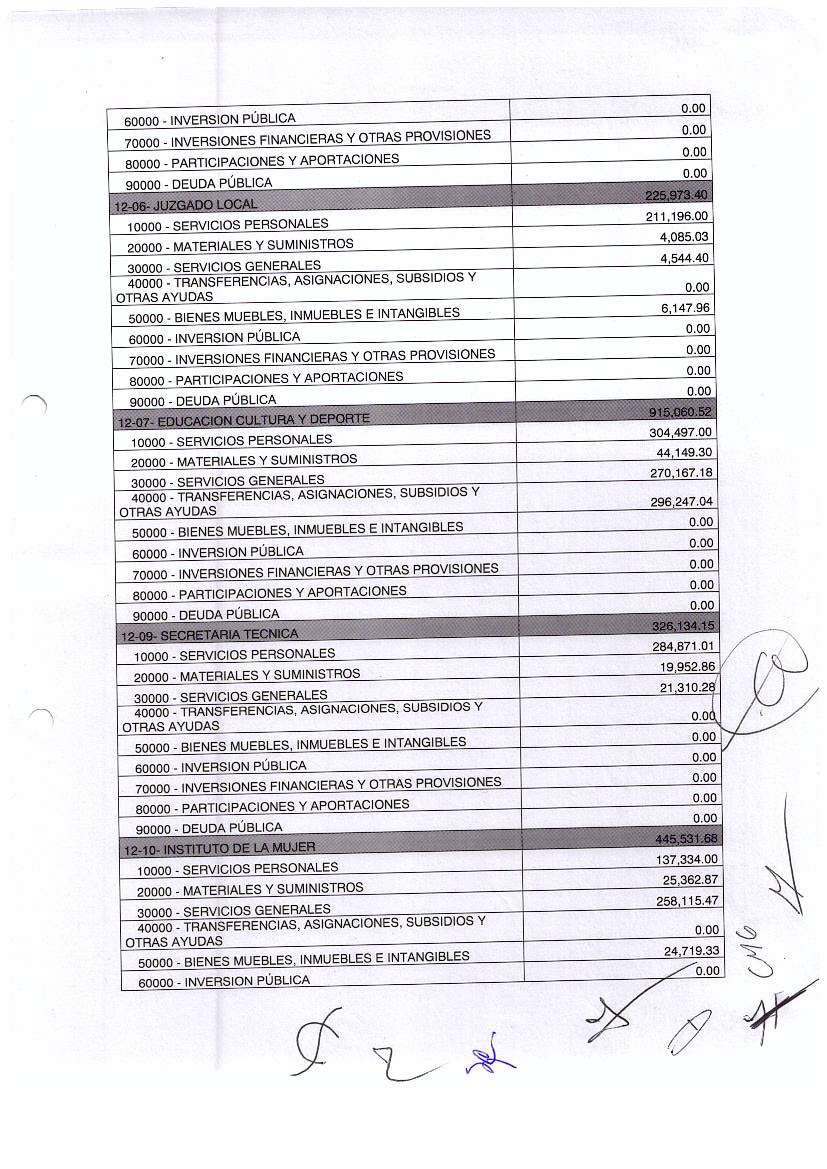 60000 - INVERSION PÚBLICA 0.00
70000 - INVERSIONES FINANCIERAS Y OTRAS PROVISIONES 0.00
80000 - PARTICIPACIONES Y APORTACIONES 0.00
90000 - DEUDA PÚBLICA 0.00
12-06- JUZGADO LOCAL 225,973.40
10000 - SERVICIOS PERSONALES 211,196.00
20000 - MATERIALES Y SUMINISTROS 4,085.03
30000 - SERVICIOS GENERALES 4,544.40
40000 - TRANSFERENCIAS, ASIGNACIONES, SUBSIDIOS Y
OTRAS AYUDAS 0.00
50000 - BIENES MUEBLES, INMUEBLES E INTANGIBLES 6,147.96
60000 - INVERSION PÚBLICA 0.00
70000 - INVERSIONES FINANCIERAS Y OTRAS PROVISIONES 0.00
80000 - PARTICIPACIONES Y APORTACIONES 0.00
90000 - DEUDA PÚBLICA 0.00
12-07- EDUCACION CULTURA Y DEPORTE 915,060.52
10000 - SERVICIOS PERSONALES 304,497.00
20000 - MATERIALES Y SUMINISTROS 44,149.30
30000 - SERVICIOS GENERALES 270,167.18
40000 - TRANSFERENCIAS, ASIGNACIONES, SUBSIDIOS Y
OTRAS AYUDAS 296,247.04
50000 - BIENES MUEBLES, INMUEBLES E INTANGIBLES 0.00
60000 - INVERSION PÚBLICA 0.00
70000 - INVERSIONES FINANCIERAS Y OTRAS PROVISIONES 0.00
80000 - PARTICIPACIONES Y APORTACIONES 0.00
90000 - DEUDA PÚBLICA 0.00
12-09- SECRETARIA TECNICA 326,134.15
10000 - SERVICIOS PERSONALES 284,871.01
20000 - MATERIALES Y SUMINISTROS 19,952.86
30000 - SERVICIOS GENERALES 21,310.28
40000 - TRANSFERENCIAS, ASIGNACIONES, SUBSIDIOS Y
OTRAS AYUDAS 0.00
50000 - BIENES MUEBLES, INMUEBLES E INTANGIBLES 0.00
60000 - INVERSION PÚBLICA 0.00
70000 - INVERSIONES FINANCIERAS Y OTRAS PROVISIONES 0.00
80000 - PARTICIPACIONES Y APORTACIONES 0.00
90000 - DEUDA PÚBLICA 0.00
12-10- INSTITUTO DE LA MUJER 445,531.68
10000 - SERVICIOS PERSONALES 137,334.00
20000 - MATERIALES Y SUMINISTROS 25,362.87
30000 - SERVICIOS GENERALES 258,115.47
40000 - TRANSFERENCIAS, ASIGNACIONES, SUBSIDIOS Y
OTRAS AYUDAS 0.00
50000 - BIENES MUEBLES, INMUEBLES E INTANGIBLES 24,719.33
60000 - INVERSION PÚBLICA 0.00